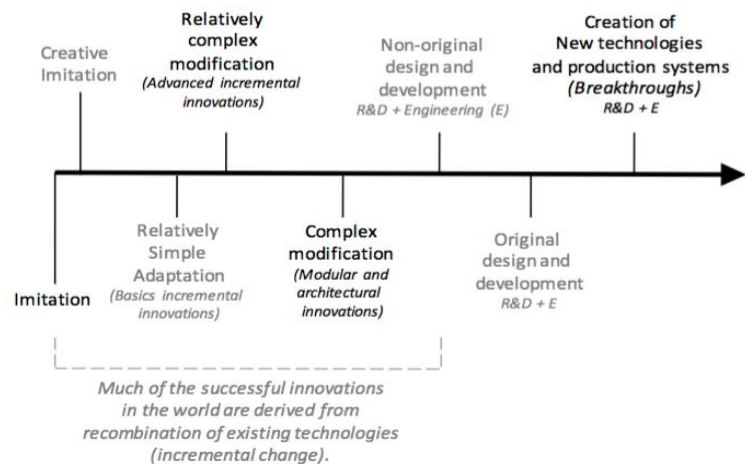 Creative
Imitation
Relatively
complex
modification
(Advanced incremental
innovations)
Non-original
design and
development
R&D + Engineering (E)
Creation of
New technologies
and production systems
(Breakthroughs)
R&D + E
Imitation
Relatively
Simple
Adaptation
(Basics incremental
innovations)
Complex
modification
(Modular and
architectural
innovations)
Original
design and
development
R&D + E
Much of the successful innovations
in the world are derived from
recombination of existing technologies
(incremental change).